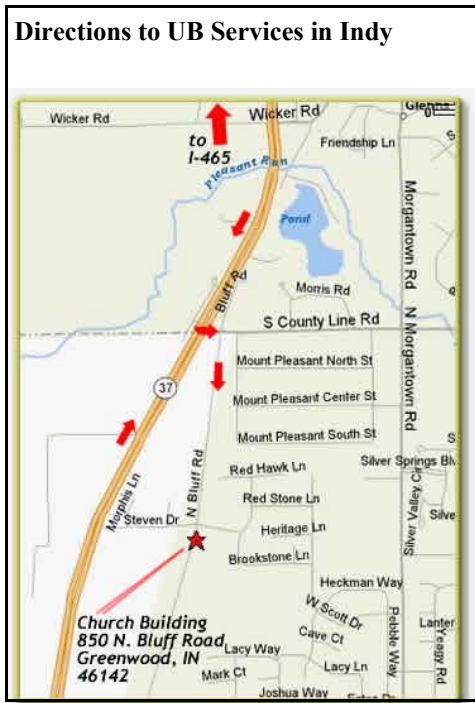 Directions to UB Services in Indy
Wicker Rd
Wicker Rd
to
I-465
Friendship Ln
Pleasant Run
Pond
Morgantown Rd
Bluff Rd
Morris Rd
S County Line Rd
N Morgantown Rd
Mount Pleasant North St
37
Mount Pleasant Center St
Mount Pleasant South St
N Bluff Rd
Red Hawk Ln
Silver Springs Blv
Morphis Ln
Red Stone Ln
Silver Valley Cir
Steven Dr
Heritage Ln
Silve
Brookstone Ln
Heckman Way
W Scott Dr
Church Building
850 N. Bluff Road
Greenwood, IN
46142
Cave Ct
Pebble Way
Lanter
Yeagy Rd
Lacy Way
Lacy Ln
Mark Ct
Joshua Way